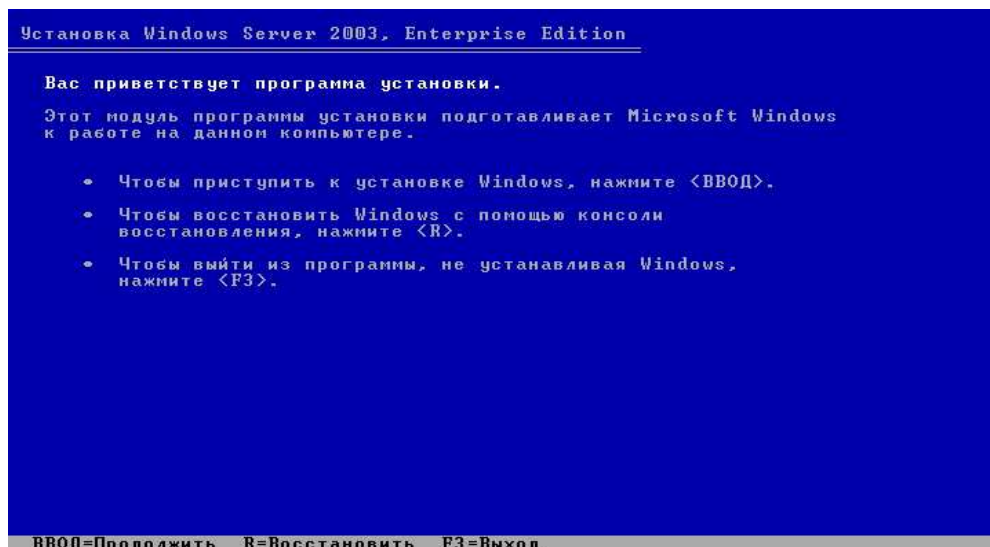 Установка Windows Server 2003, Enterprise Edition
Вас приветствует программа установки.
Этот модуль программы установки подготавливает Microsoft Windows
к работе на данном компьютере.
• Чтобы приступить к установке Windows, нажмите <ВВОД>.
• Чтобы восстановить Windows с помощью консоли
восстановления, нажмите <R>.
• Чтобы выйти из программы, не устанавливая Windows,
нажмите <F3>.
ВВОД=Продолжить R=Восстановить F3=Выход